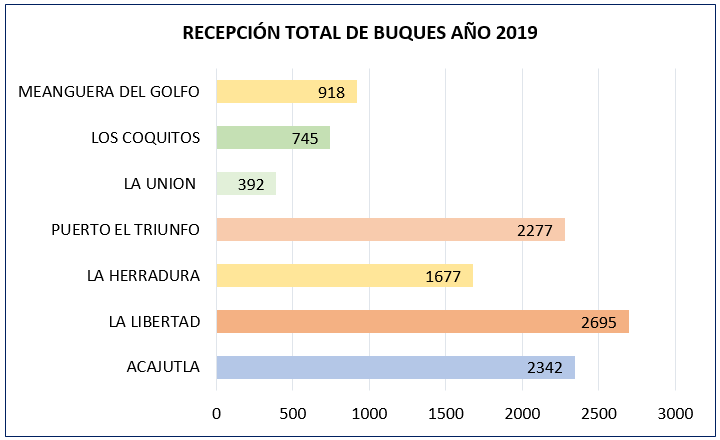 RECEPCIÓN TOTAL DE BUQUES AÑO 2019
MEANGUERA DEL GOLFO 918
LOS COQUITOS 745
LA UNION 392
PUERTO EL TRIUNFO 2277
LA HERRADURA 1677
LA LIBERTAD 2695
ACAJUTLA 2342
0 500 1000 1500 2000 2500 3000